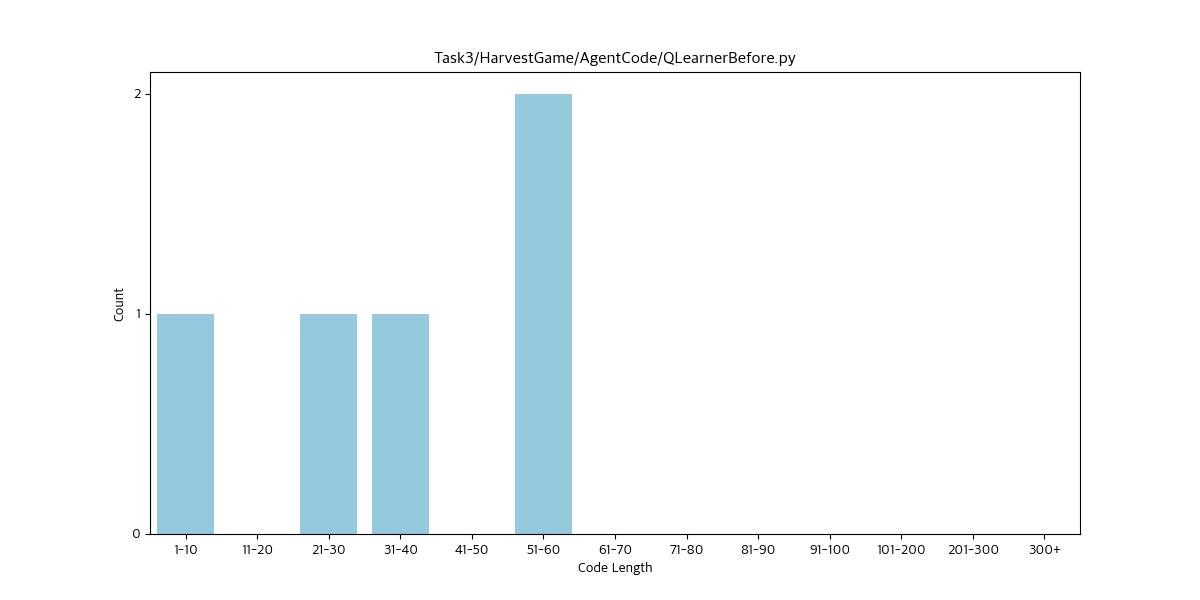 Task3/HarvestGame/AgentCode/QLearnerBefore.py
2
1
0
Count
1-10 11-20 21-30 31-40 41-50 51-60 61-70 71-80 81-90 91-100 101-200 201-300 300+
Code Length